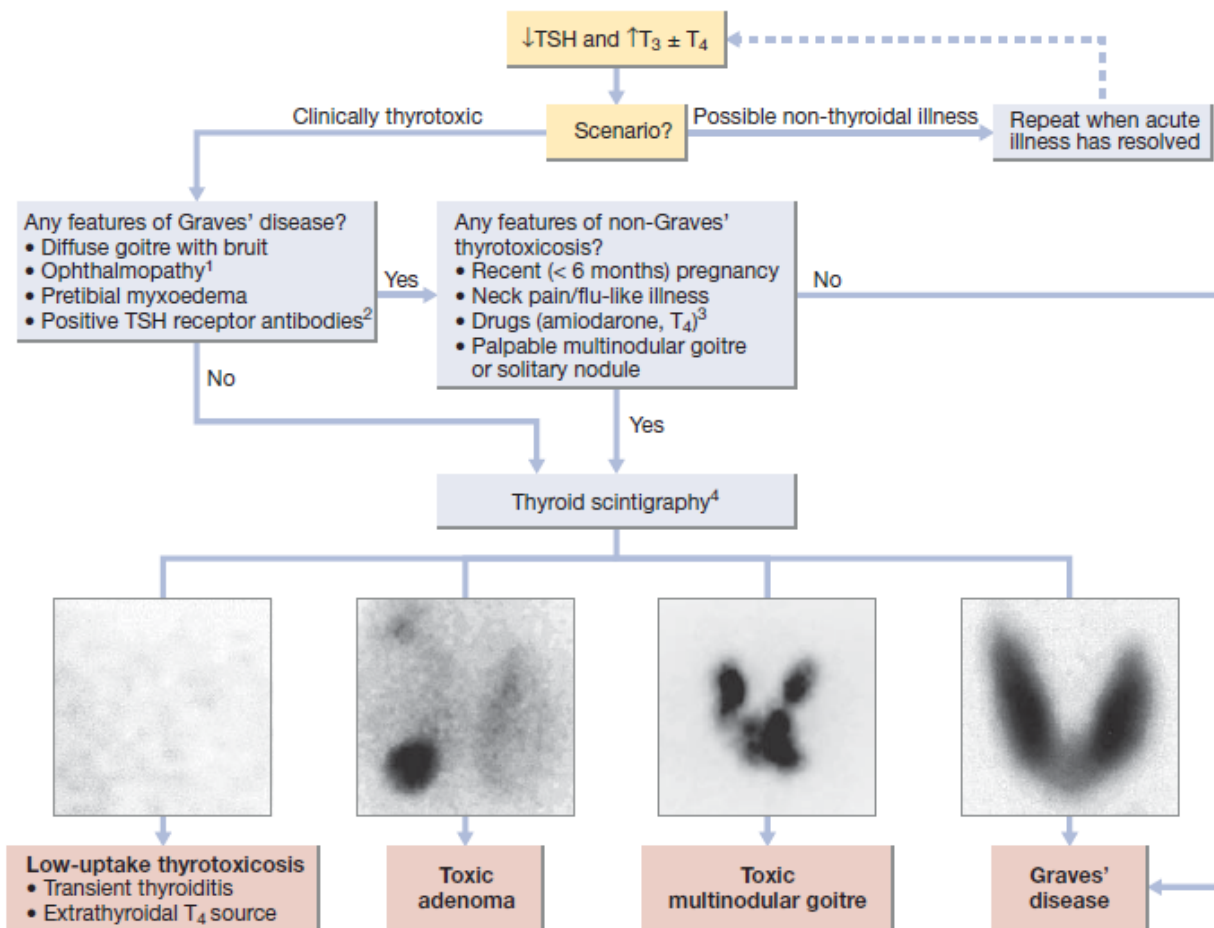 ↓TSH and ↑T₃ ± T₄
Clinically thyrotoxic
Scenario?
Possible non-thyroidal illness
Repeat when acute
illness has resolved
Any features of Graves’ disease?
• Diffuse goitre with bruit
• Ophthalmopathy¹
• Pretibial myxoedema
• Positive TSH receptor antibodies²
Yes
No
Any features of non-Graves’
thyrotoxicosis?
• Recent (< 6 months) pregnancy
• Neck pain/flu-like illness
• Drugs (amiodarone, T₄)³
• Palpable multinodular goitre
or solitary nodule
No
Yes
Thyroid scintigraphy⁴
Low-uptake thyrotoxicosis
• Transient thyroiditis
• Extrathyroidal T₄ source
Toxic
adenoma
Toxic
multinodular goitre
Graves’
disease